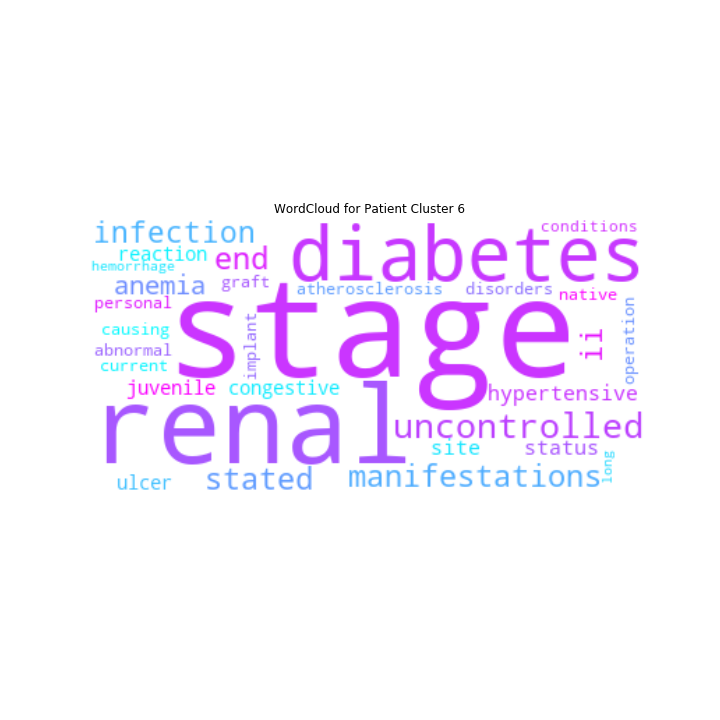 WordCloud for Patient Cluster 6
infection
diabetes
conditions
reaction
end
hemorrhage
anemia
graft
atherosclerosis
disorders
native
personal
stage
operation
causing
implant
ii
abnormal
current
juvenile
congestive
hypertensive
renal
uncontrolled
site
status
long
ulcer
stated
manifestations